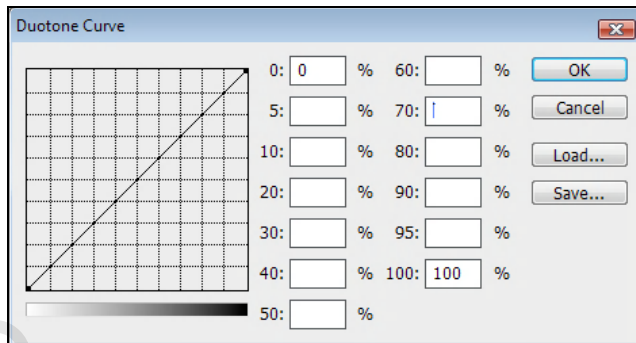 Duotone Curve
0: 0 % 60: % OK
5: % 70: % Cancel
10: % 80: % Load...
20: % 90: % Save...
30: % 95: %
40: % 100: 100 %
50: %